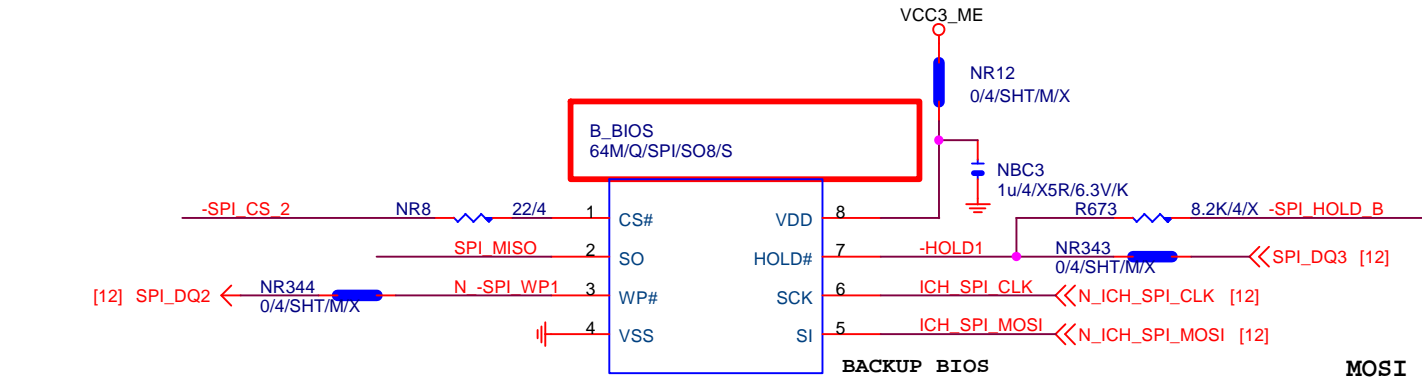 VCC3_ME
NR12
0/4/SHT/M/X
B_BIOS
64M/Q/SPI/SO8/S
NBC3
1u/4/X5R/6.3V/K
-SPI_CS_2 NR8 22/4 1 CS# VDD 8 R673 8.2K/4/X -SPI_HOLD_B
SPI_MISO 2 SO HOLD# 7 -HOLD1 NR343 0/4/SHT/M/X SPI_DQ3 [12]
[12] SPI_DQ2 NR344 0/4/SHT/M/X N_-SPI_WP1 3 WP# SCK 6 ICH_SPI_CLK N_ICH_SPI_CLK [12]
4 VSS SI 5 ICH_SPI_MOSI N_ICH_SPI_MOSI [12]
BACKUP BIOS
MOSI